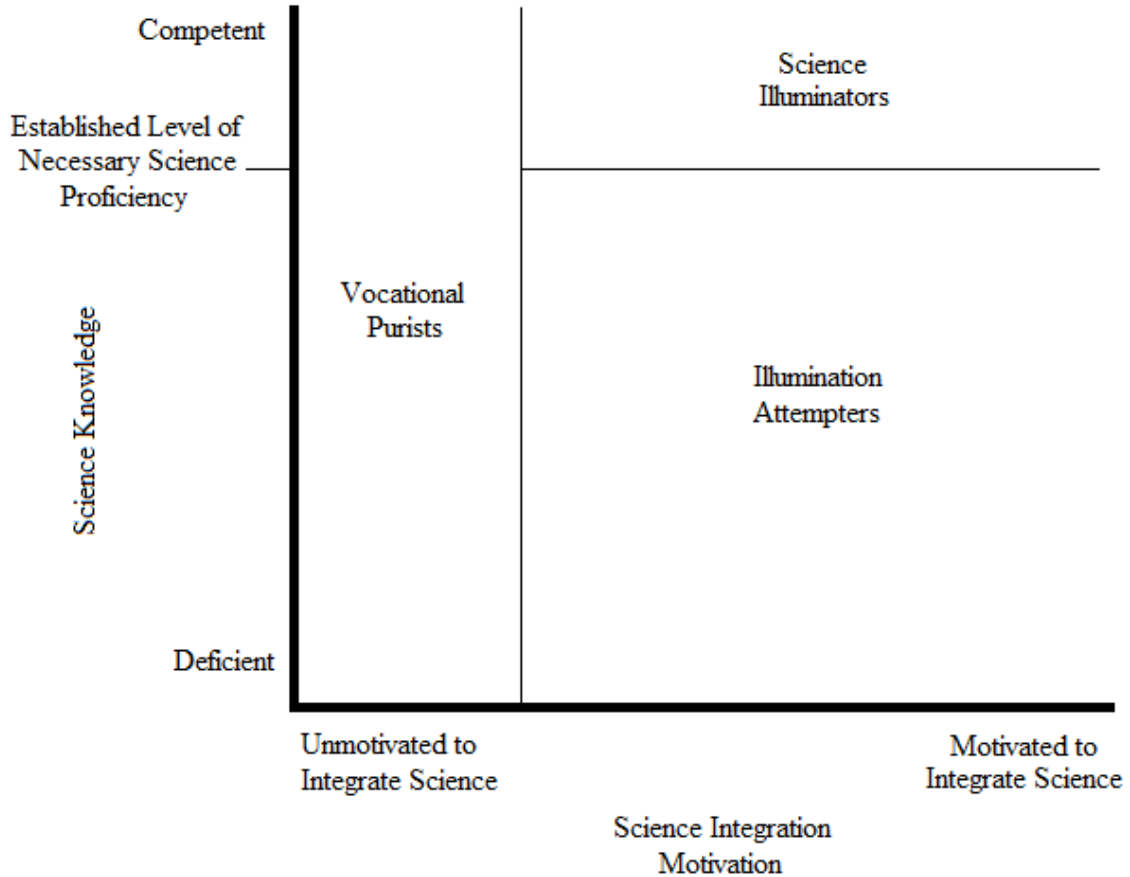 Competent
Science
Illuminators
Established Level of
Necessary Science
Proficiency
Vocational
Purists
Science Knowledge
Illumination
Attempters
Deficient
Unmotivated to
Integrate Science
Motivated to
Integrate Science
Science Integration
Motivation